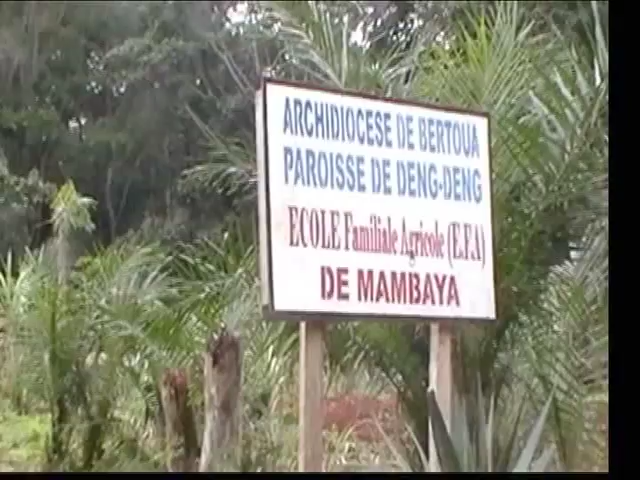 ARCHIDIOCESE DE BERTOUA
PAROISSE DE DENG-DENG
ECOLE Familiale Agricole (E.F.A)
DE MAMBAYA